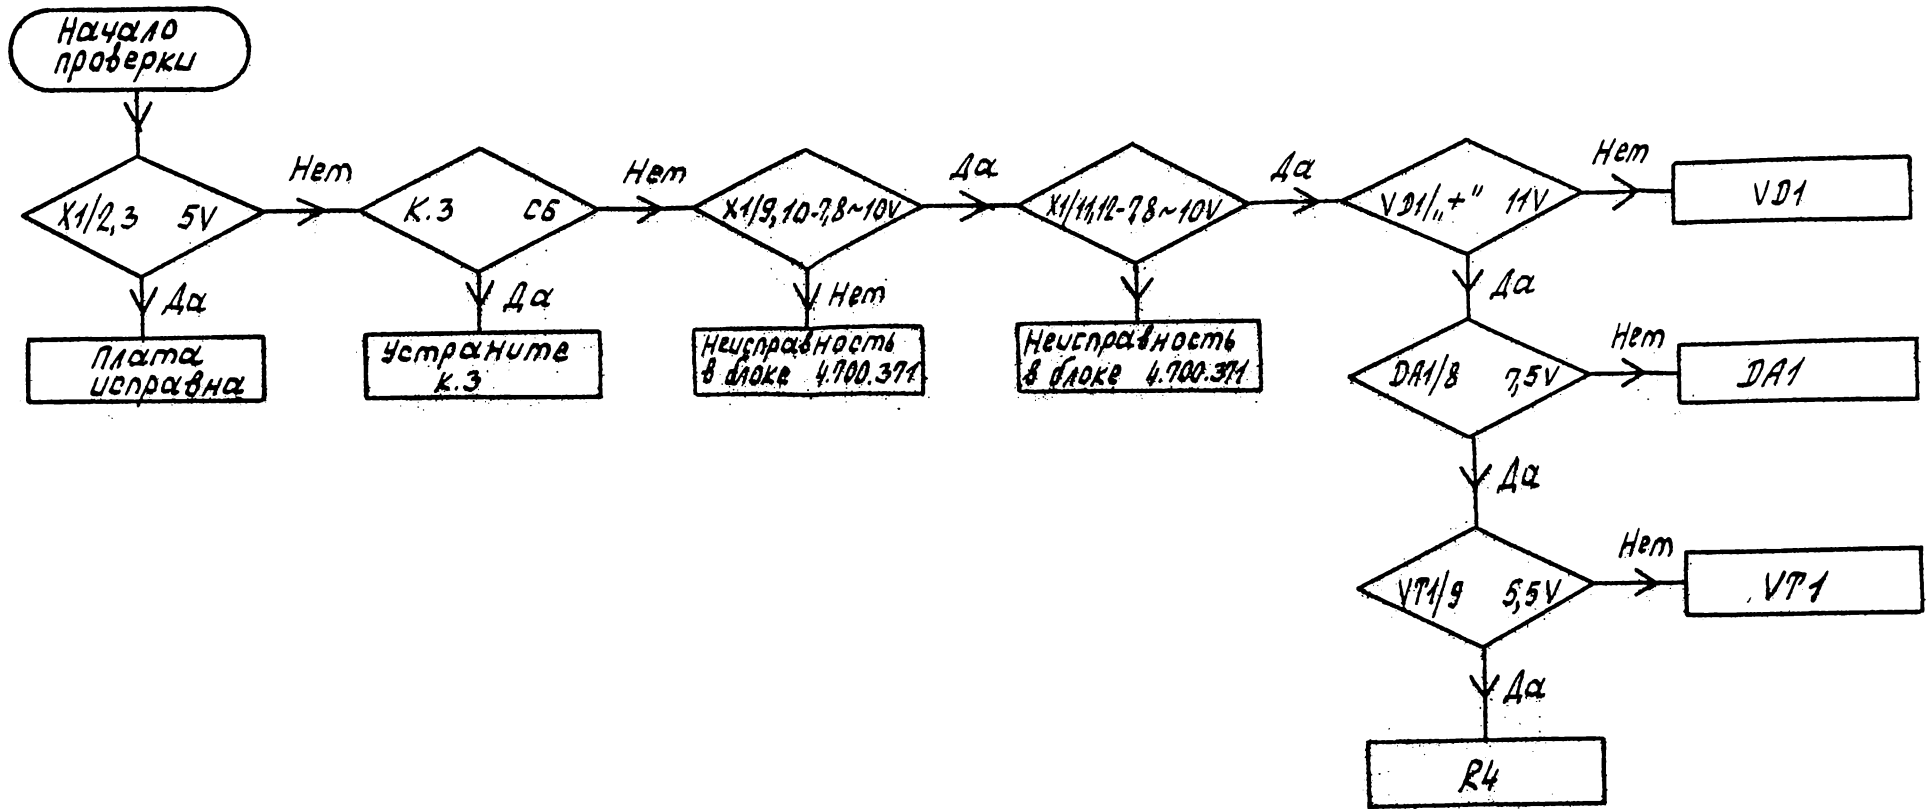 Начало
проверки
X1/2,3 5V
Нет
Да
Плата
исправна
К.З С6
Нет
Да
Устраните
К.З
X1/9,10-7,8~10V
Да
Нет
Неисправность
в блоке 4.700.371
X1/11,12-7,8~10V
Да
Неисправность
в блоке 4.700.371
VD1/„+" 11V
Нет
VD1
Да
DA1/8 7,5V
Нет
DA1
Да
VT1/9 5,5V
Нет
VT1
Да
R4